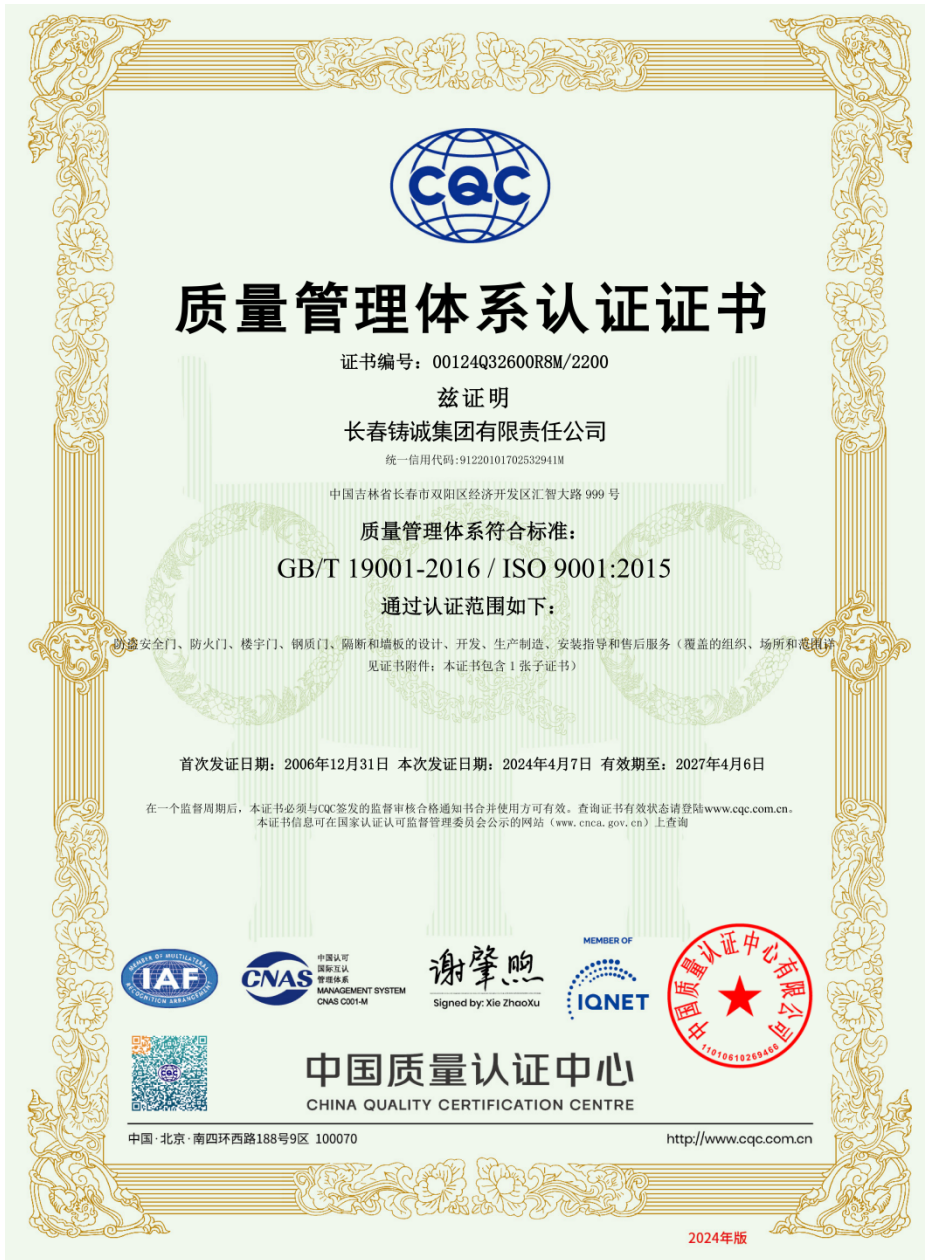 CQC
质量管理体系认证证书
证书编号：00124Q32600R8M/2200
兹证明
长春铸诚集团有限责任公司
统一信用代码:91220101702532941M
中国吉林省长春市双阳区经济开发区汇智大路 999 号
质量管理体系符合标准：
GB/T 19001-2016 / ISO 9001:2015
通过认证范围如下：
防盗安全门、防火门、楼宇门、钢质门、隔断和墙板的设计、开发、生产制造、安装指导和售后服务（覆盖的组织、场所和范围详
见证书附件；本证书包含 1 张子证书）
首次发证日期：2006年12月31日 本次发证日期：2024年4月7日 有效期至：2027年4月6日
在一个监督周期后，本证书必须与CQC签发的监督审核合格通知书合并使用方可有效。查询证书有效状态请登陆www.cqc.com.cn。
本证书信息可在国家认证认可监督管理委员会公示的网站（www.cnca.gov.cn）上查询
MEMBER OF MULTILATERAL
IAF
RECOGNITION ARRANGEMENT
CNAS
中国认可
国际互认
管理体系
MANAGEMENT SYSTEM
CNAS C001-M
谢肇煦
Signed by: Xie ZhaoXu
MEMBER OF
IQNET
中国质量认证中心有限公司
11010610269466
CQC
中国质量认证中心
CHINA QUALITY CERTIFICATION CENTRE
中国·北京·南四环西路188号9区 100070
http://www.cqc.com.cn
2024年版